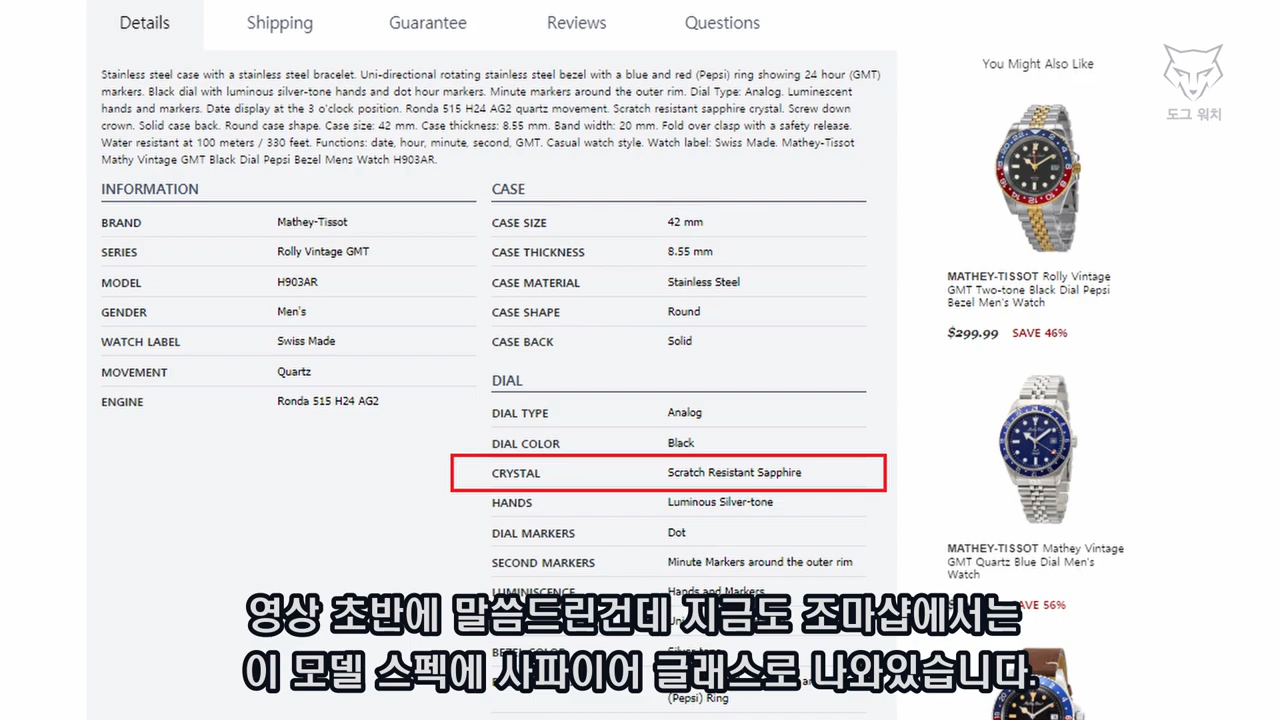 Details
Shipping
Guarantee
Reviews
Questions
Stainless steel case with a stainless steel bracelet. Uni-directional rotating stainless steel bezel with a blue and red (Pepsi) ring showing 24 hour (GMT)
markers. Black dial with luminous silver-tone hands and dot hour markers. Minute markers around the outer rim. Dial Type: Analog. Luminescent
hands and markers. Date display at the 3 o'clock position. Ronda 515 H24 AG2 quartz movement. Scratch resistant sapphire crystal. Screw down
crown. Solid case back. Round case shape. Case size: 42 mm. Case thickness: 8.55 mm. Band width: 20 mm. Fold over clasp with a safety release.
Water resistant at 100 meters / 330 feet. Functions: date, hour, minute, second, GMT. Casual watch style. Watch label: Swiss Made. Mathey-Tissot
Mathy Vintage GMT Black Dial Pepsi Bezel Mens Watch H903AR.
INFORMATION
BRAND Mathey-Tissot
SERIES Rolly Vintage GMT
MODEL H903AR
GENDER Men's
WATCH LABEL Swiss Made
MOVEMENT Quartz
ENGINE Ronda 515 H24 AG2
CASE
CASE SIZE 42 mm
CASE THICKNESS 8.55 mm
CASE MATERIAL Stainless Steel
CASE SHAPE Round
CASE BACK Solid
DIAL
DIAL TYPE Analog
DIAL COLOR Black
CRYSTAL Scratch Resistant Sapphire
HANDS Luminous Silver-tone
DIAL MARKERS Dot
SECOND MARKERS Minute Markers around the outer rim
LUMINISCENCE Hands and Markers
(Pepsi) Ring
You Might Also Like
도그 워치
MATHEY-TISSOT Rolly Vintage
GMT Two-tone Black Dial Pepsi
Bezel Men's Watch
$299.99 SAVE 46%
MATHEY-TISSOT Mathey Vintage
GMT Quartz Blue Dial Men's
Watch
56%
영상 초반에 말씀드린건데 지금도 조마샵에서는
이 모델 스펙에 사파이어 글래스로 나와있습니다.